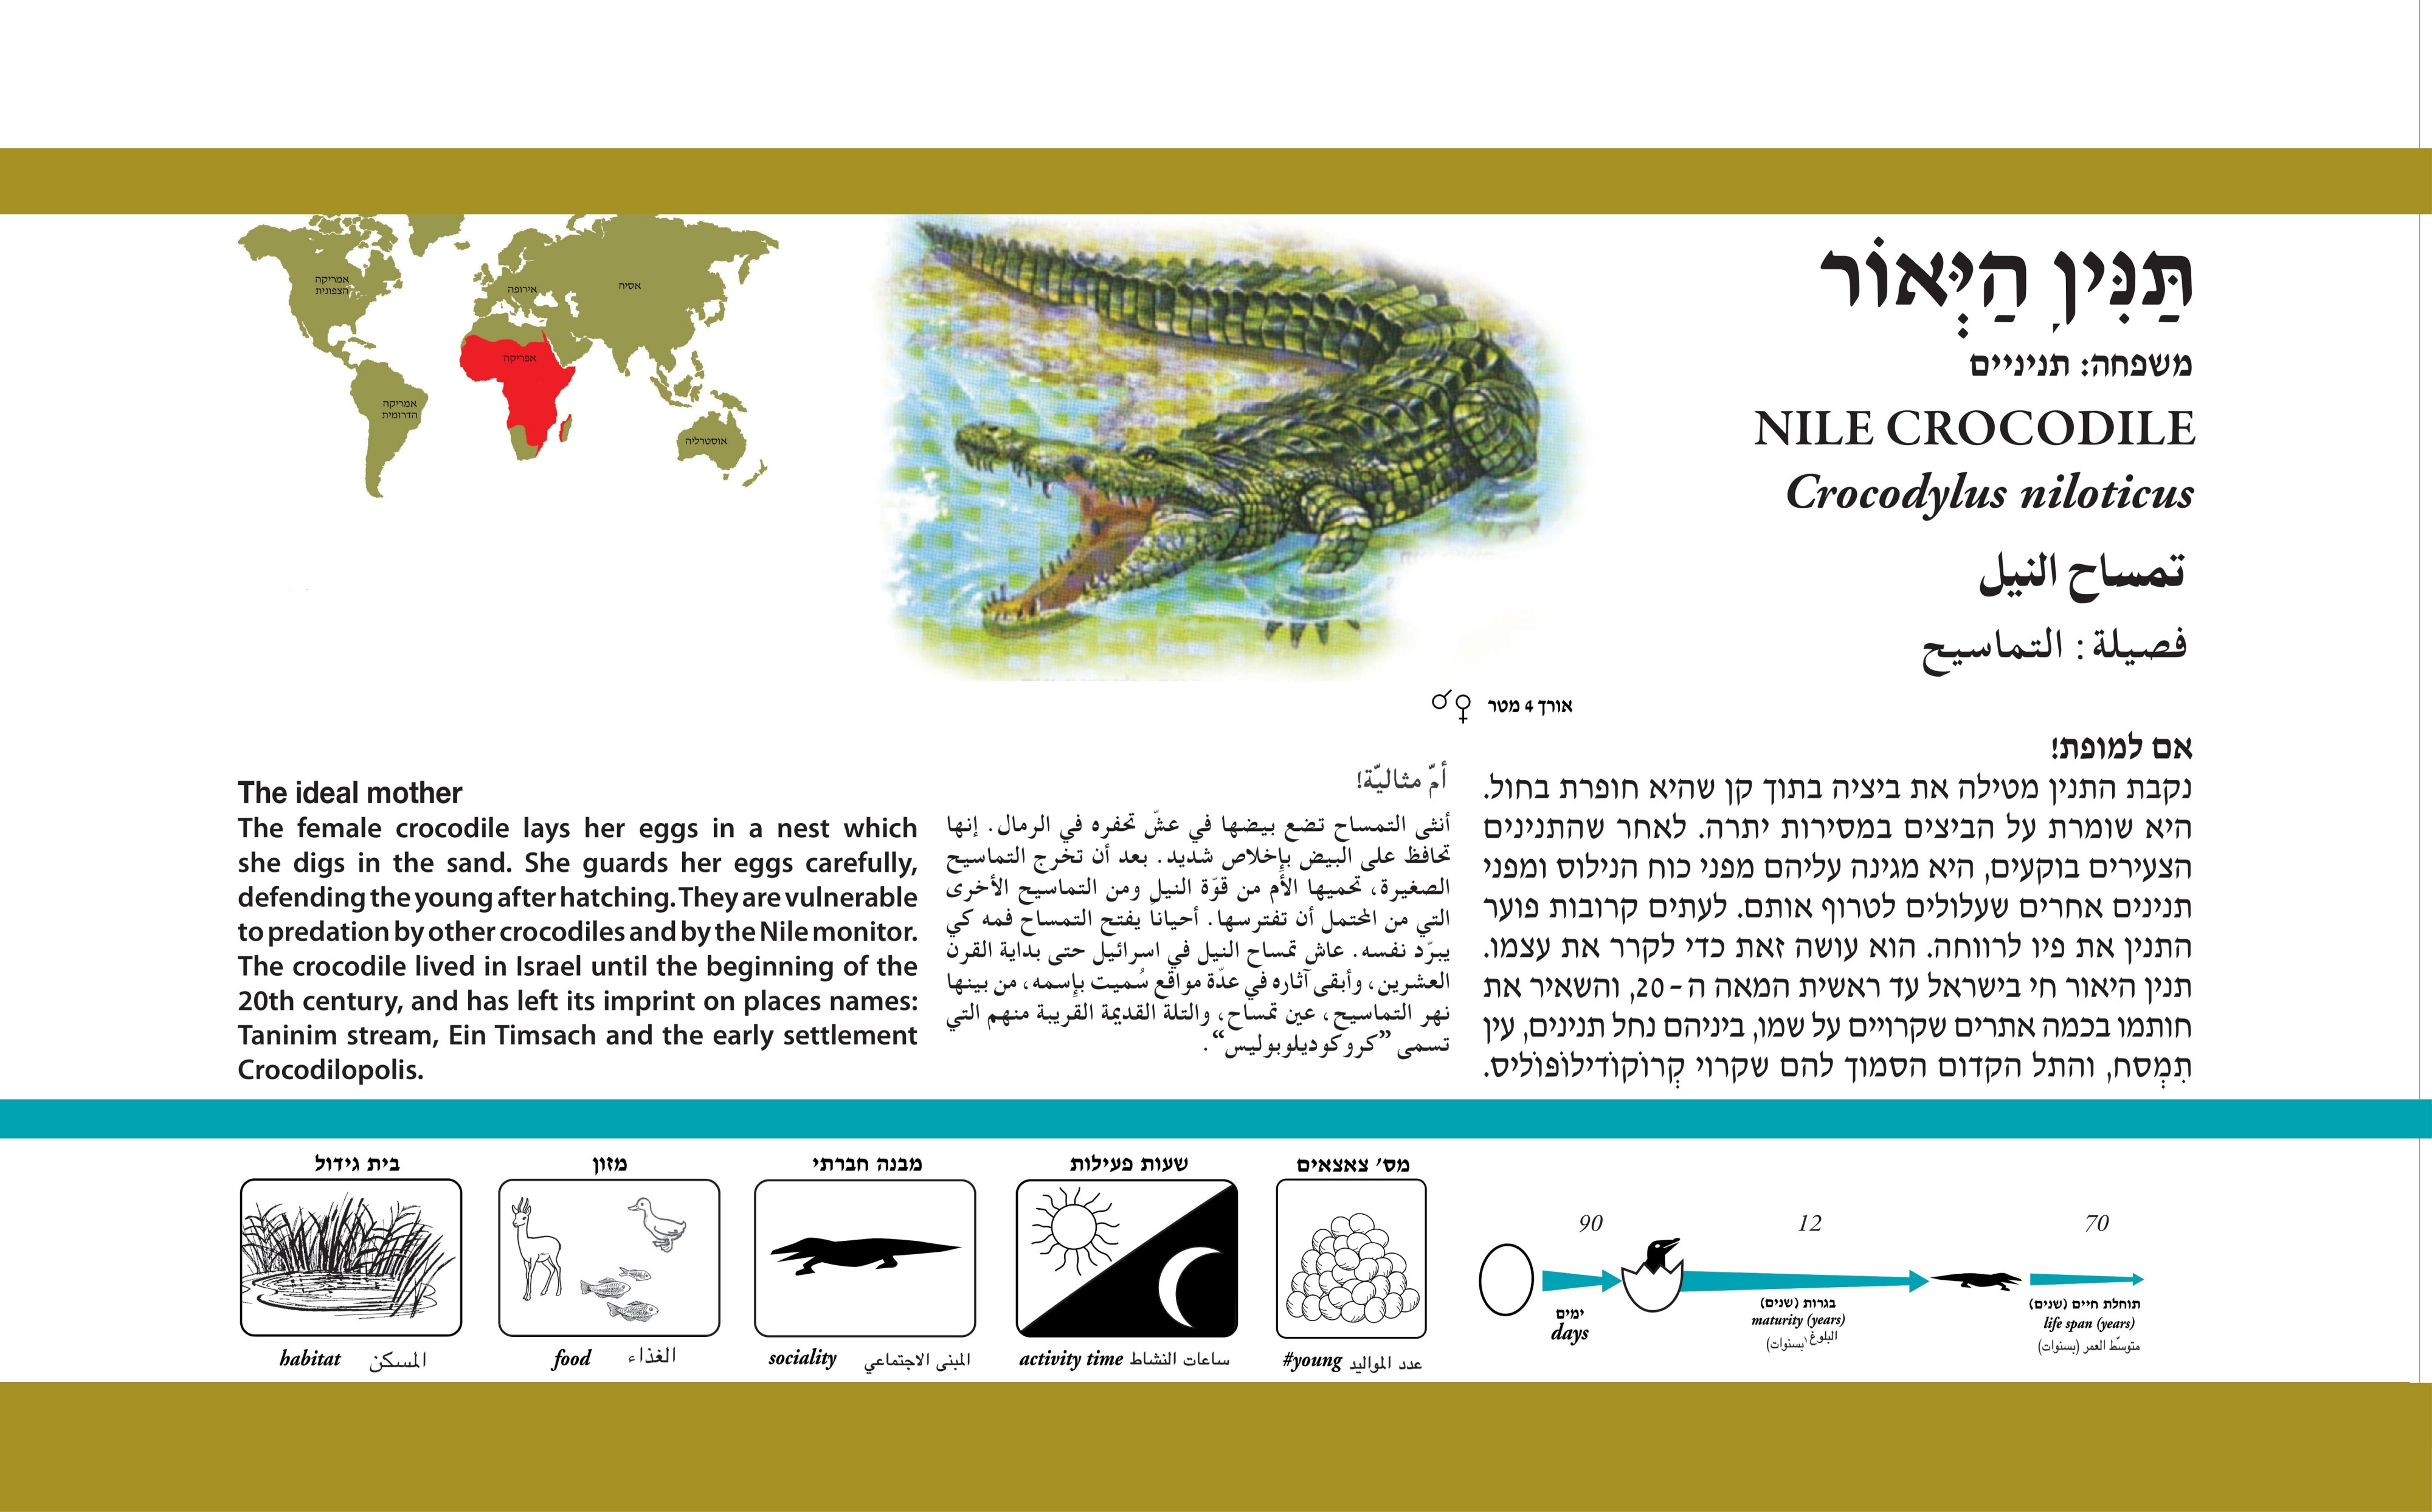 תַּנִּין הַיְּאוֹר
משפחה: תניניים
NILE CROCODILE
Crocodylus niloticus
تمساح النيل
فصيلة : التماسيح
אמריקה
הצפונית
אירופה
אסיה
אפריקה
אמריקה
הדרומית
אוסטרליה
אורך 4 מטר ♀♂
אם למופת!
נקבת התנין מטילה את ביציה בתוך קן שהיא חופרת בחול.
היא שומרת על הביצים במסירות יתרה. לאחר שהתנינים
הצעירים בוקעים, היא מגינה עליהם מפני כוח הנילוס ומפני
תנינים אחרים שעלולים לטרוף אותם. לעתים קרובות פוער
התנין את פיו לרווחה. הוא עושה זאת כדי לקרר את עצמו.
תנין היאור חי בישראל עד ראשית המאה ה-20, והשאיר את
חותמו בכמה אתרים שקרויים על שמו, ביניהם נחל תנינים, עין
תִמְסח, והתל הקדום הסמוך להם שקרוי קְרוֹקוֹדילוֹפּוֹליס.
أمّ مثاليّة!
أنثى التمساح تضع بيضها في عشّ تحفره في الرمال. إنها
تحافظ على البيض بإخلاص شديد. بعد أن تخرج التماسيح
الصغيرة، تحميها الأم من قوّة النيل ومن التماسيح الأخرى
التي من المحتمل أن تفترسها. أحياناً يفتح التمساح فمه كي
يبرّد نفسه. عاش تمساح النيل في اسرائيل حتى بداية القرن
العشرين، وأبقى آثاره في عدّة مواقع سُميت بإسمه، من بينها
نهر التماسيح، عين تمساح، والتلة القديمة القريبة منهم التي
تسمى ”كروكوديلوبوليس“.
The ideal mother
The female crocodile lays her eggs in a nest which
she digs in the sand. She guards her eggs carefully,
defending the young after hatching. They are vulnerable
to predation by other crocodiles and by the Nile monitor.
The crocodile lived in Israel until the beginning of the
20th century, and has left its imprint on places names:
Taninim stream, Ein Timsach and the early settlement
Crocodilopolis.
בית גידול
habitat المسكن
מזון
food الغذاء
מבנה חברתי
sociality المبنى الاجتماعي
שעות פעילות
activity time ساعات النشاط
מס' צאצאים
#young عدد المواليد
90
ימים
days
12
בגרות (שנים)
maturity (years)
البلوغ (بسنوات)
70
תוחלת חיים (שנים)
life span (years)
متوسّط العمر (بسنوات)